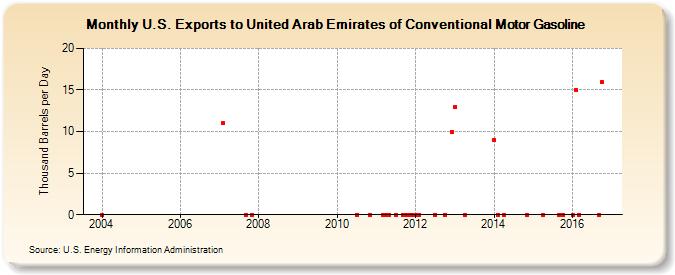 Monthly U.S. Exports to United Arab Emirates of Conventional Motor Gasoline
Thousand Barrels per Day
20
15
10
5
0
2004 2006 2008 2010 2012 2014 2016
Source: U.S. Energy Information Administration